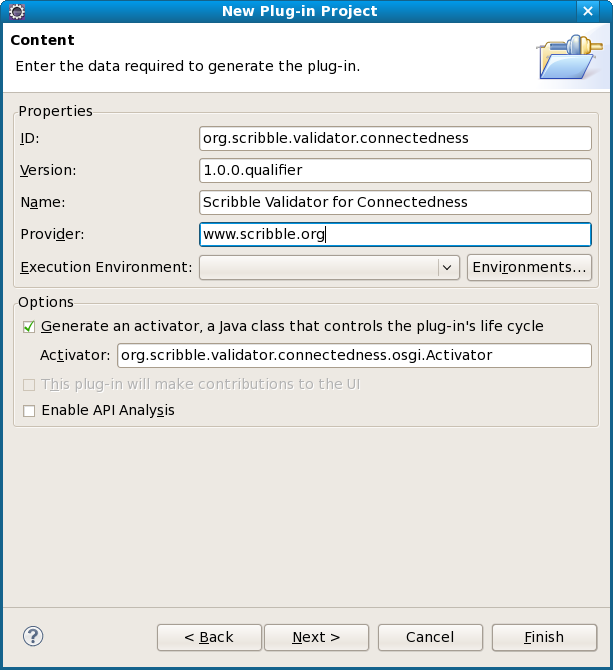 New Plug-in Project
Content
Enter the data required to generate the plug-in.
Properties
ID: org.scribble.validator.connectedness
Version: 1.0.0.qualifier
Name: Scribble Validator for Connectedness
Provider: www.scribble.org
Execution Environment: Environments...
Options
Generate an activator, a Java class that controls the plug-in's life cycle
Activator: org.scribble.validator.connectedness.osgi.Activator
This plug-in will make contributions to the UI
Enable API Analysis
? < Back Next > Cancel Finish